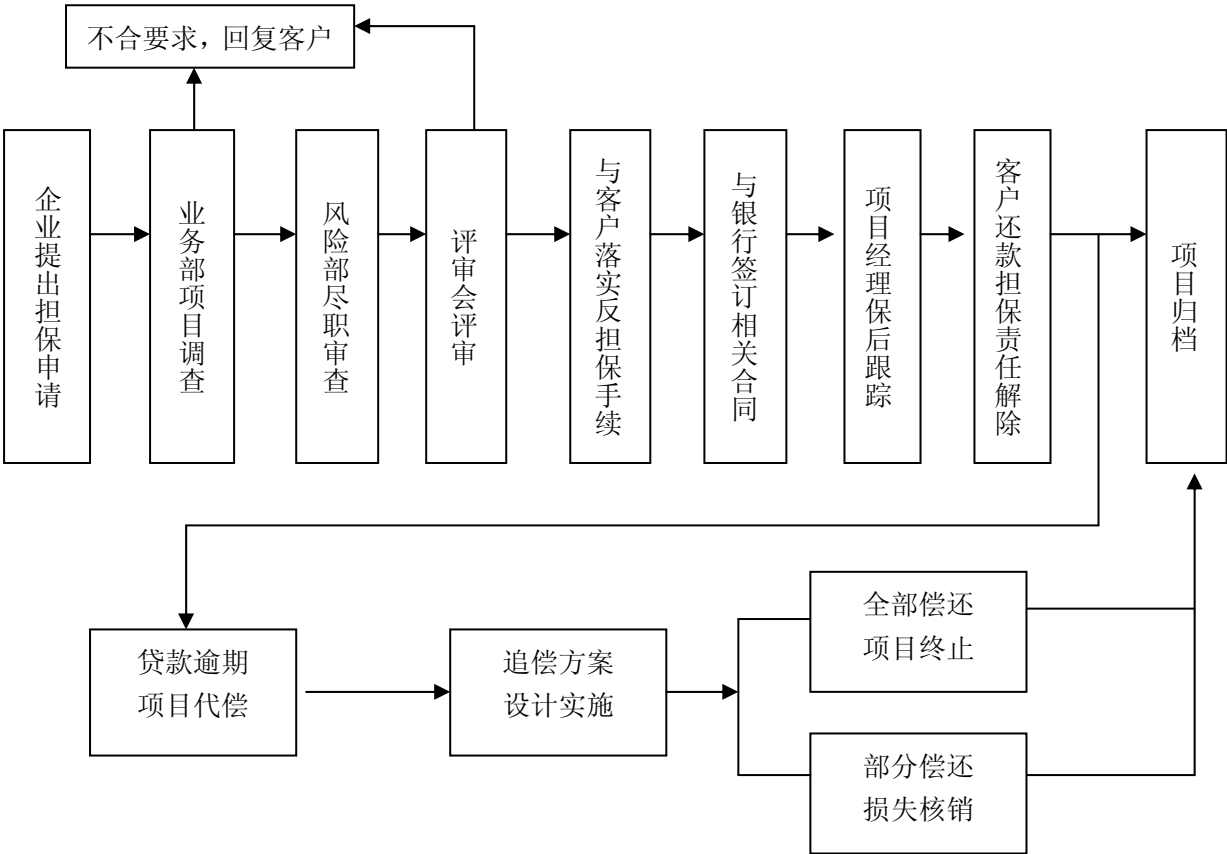 不合要求，回复客户
企业提出担保申请
业务部项目调查
风险部尽职审查
评审会评审
与客户落实反担保手续
与银行签订相关合同
项目经理保后跟踪
客户还款担保责任解除
项目归档
贷款逾期
项目代偿
追偿方案
设计实施
全部偿还
项目终止
部分偿还
损失核销